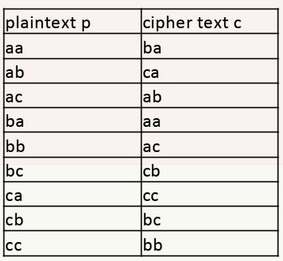 plaintext p cipher text c
aa ba
ab ca
ac ab
ba aa
bb ac
bc cb
ca cc
cb bc
cc bb